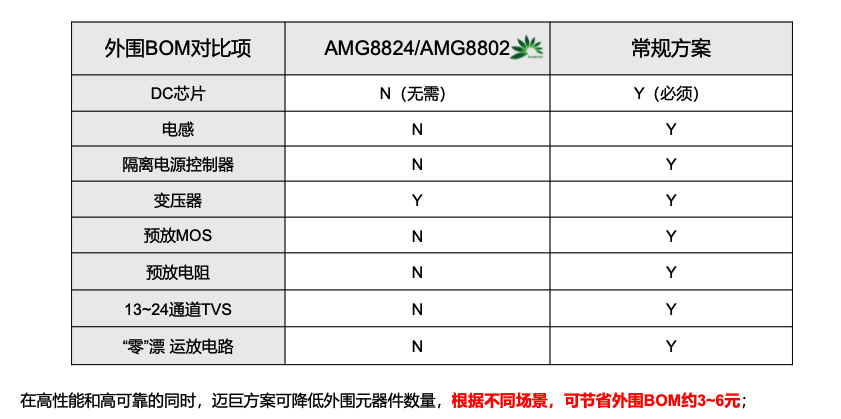 外围BOM对比项 AMG8824/AMG8802 常规方案
DC芯片 N（无需） Y（必须）
电感 N Y
隔离电源控制器 N Y
变压器 Y Y
预放MOS N Y
预放电阻 N Y
13~24通道TVS N Y
“零”漂 运放电路 N Y
在高性能和高可靠的同时，迈巨方案可降低外围元器件数量，根据不同场景，可节省外围BOM约3~6元；